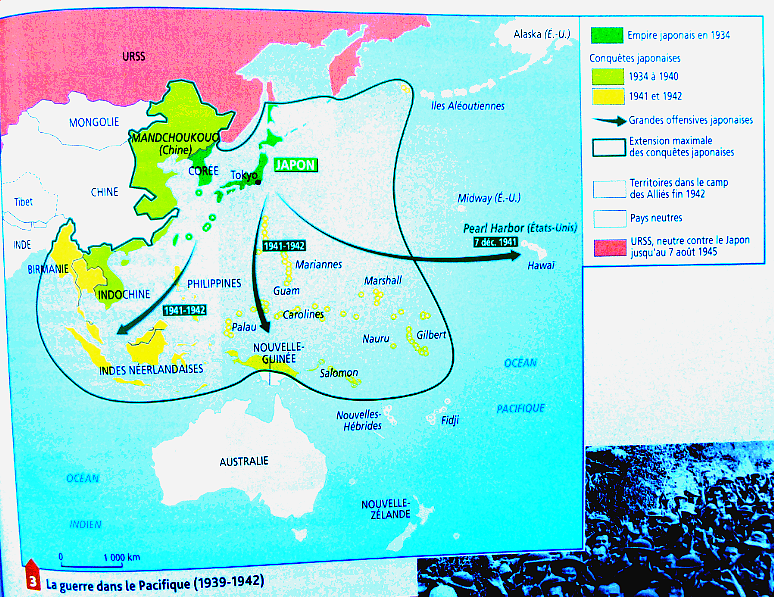 Alaska (É.-U.)
URSS
Iles Aléoutiennes
MONGOLIE
MANDCHOUKOUO
(Chine)
CORÉE
Tokyo
JAPON
CHINE
Tibet
Midway (É.-U.)
INDE
Pearl Harbor (États-Unis)
7 déc. 1941
Hawaï
BIRMANIE
1941-1942
Mariannes
INDOCHINE
PHILIPPINES
Guam
Marshall
1941-1942
Carolines
Palau
Nauru
Gilbert
NOUVELLE-
GUINÉE
INDES NÉERLANDAISES
Salomon
OCÉAN
PACIFIQUE
Nouvelles-
Hébrides
Fidji
AUSTRALIE
OCÉAN
INDIEN
NOUVELLE-
ZÉLANDE
0 1 000 km
3 La guerre dans le Pacifique (1939-1942)
Empire japonais en 1934
Conquêtes japonaises
1934 à 1940
1941 et 1942
Grandes offensives japonaises
Extension maximale
des conquêtes japonaises
Territoires dans le camp
des Alliés fin 1942
Pays neutres
URSS, neutre contre le Japon
jusqu'au 7 août 1945